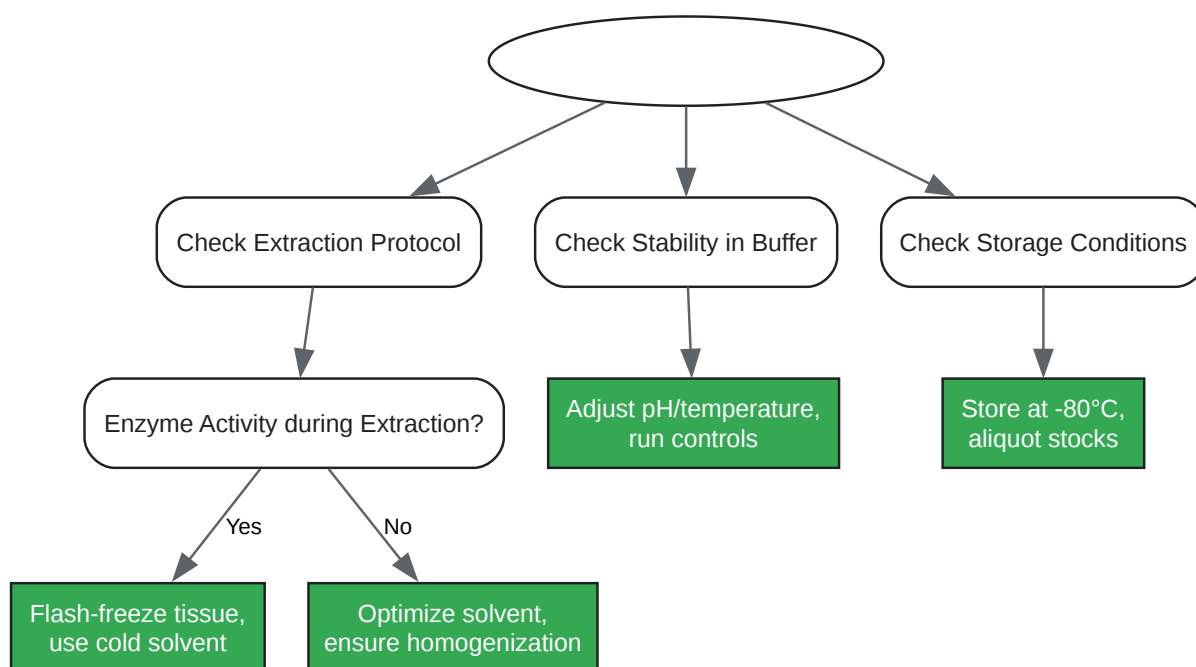 Check Extraction Protocol
Check Stability in Buffer
Check Storage Conditions
Enzyme Activity during Extraction?
Adjust pH/temperature,
run controls
Store at -80°C,
aliquot stocks
Yes
No
Flash-freeze tissue,
use cold solvent
Optimize solvent,
ensure homogenization